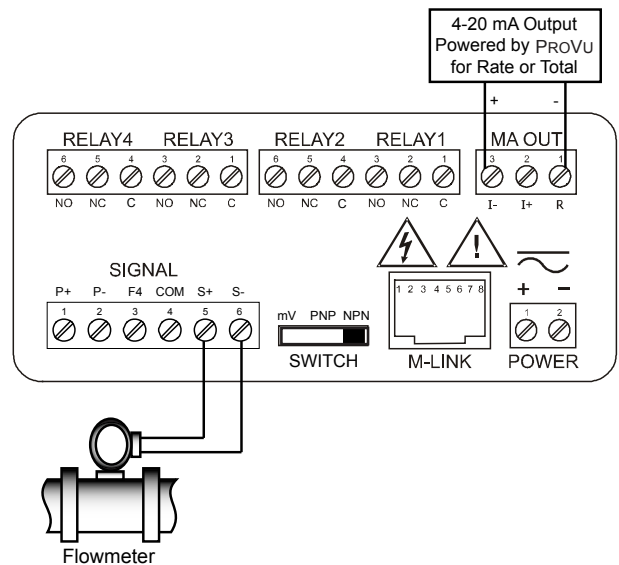 4-20 mA Output
Powered by PROVU
for Rate or Total
+ -
RELAY4 RELAY3 RELAY2 RELAY1 MA OUT
6 5 4 3 2 1 6 5 4 3 2 1 3 2 1
NO NC C NO NC C NO NC C NO NC C I- I+ R
SIGNAL
P+ P- F4 COM S+ S-
1 2 3 4 5 6
mV PNP NPN
SWITCH
!
1 2 3 4 5 6 7 8
M-LINK
+ -
1 2
POWER
Flowmeter